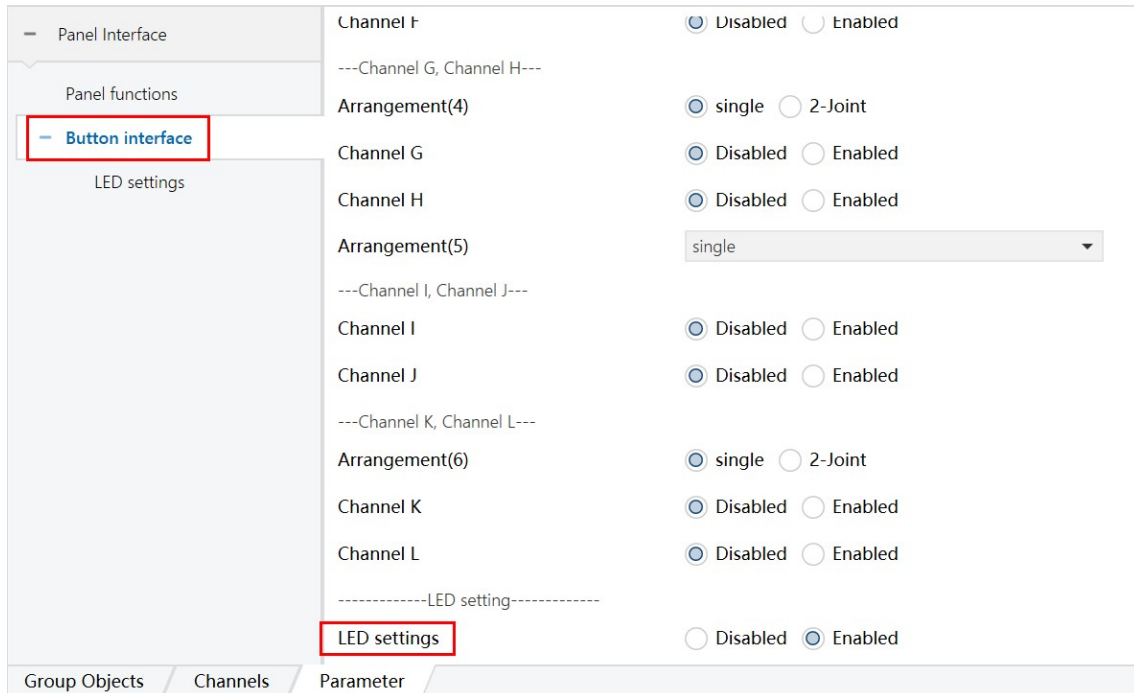 Panel Interface
Panel functions
Button interface
LED settings
Channel F Disabled Enabled
---Channel G, Channel H---
Arrangement(4) single 2-Joint
Channel G Disabled Enabled
Channel H Disabled Enabled
Arrangement(5) single
---Channel I, Channel J---
Channel I Disabled Enabled
Channel J Disabled Enabled
---Channel K, Channel L---
Arrangement(6) single 2-Joint
Channel K Disabled Enabled
Channel L Disabled Enabled
-------------LED setting-------------
LED settings Disabled Enabled
Group Objects Channels Parameter